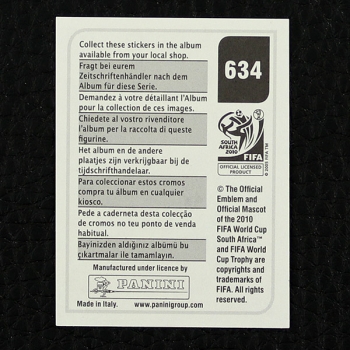 Collect these stickers in the album
available from your local shop.
Fragt bei eurem
Zeitschriftenhändler nach dem
Album für diese Serie.
Demandez à votre détaillant l'Album
pour la collection de ces images.
Chiedete al vostro rivenditore
l'album per la raccolta di queste
figurine.
Het album en de andere
plaatjes zijn verkrijgbaar bij de
tijdschrifthandelaar.
Para coleccionar estos cromos
compra tu álbum en cualquier
kiosco.
Pede a caderneta desta colecção
de cromos no teu ponto de venda
habitual.
Bayinizden aldığınız albümü bu
çıkartmalar ile tamamlayın.
Manufactured under licence by
PANINI
Made in Italy. www.paninigroup.com
634
SOUTH AFRICA
2010
FIFA
OFFICIAL LICENSED
PRODUCT
© The Official
Emblem and
Official Mascot
of the 2010
FIFA World Cup
South Africa™
and FIFA World
Cup Trophy are
copyrights and
trademarks of
FIFA. All rights
reserved.